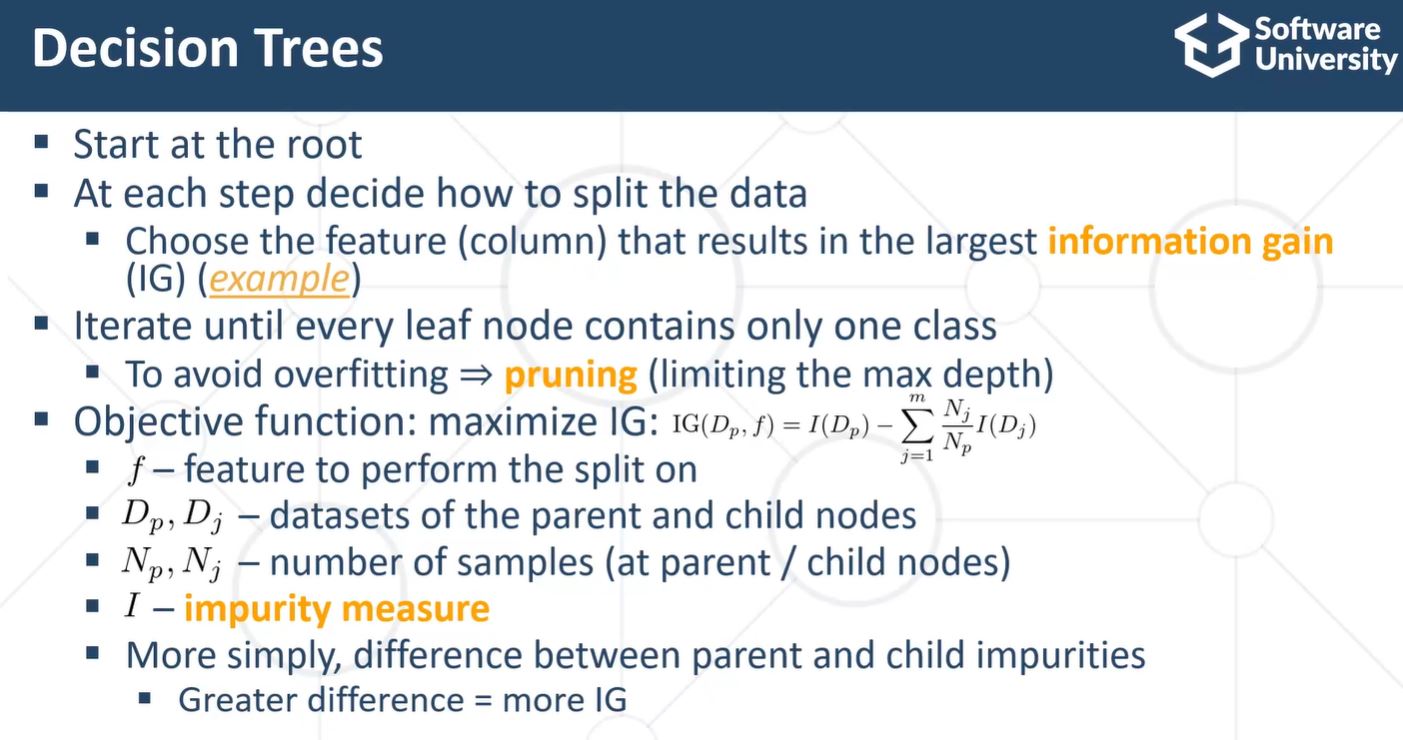 Decision Trees
Software
University
▪ Start at the root
▪ At each step decide how to split the data
▪ Choose the feature (column) that results in the largest information gain
(IG) (example)
▪ Iterate until every leaf node contains only one class
▪ To avoid overfitting ⇒ pruning (limiting the max depth)
▪ Objective function: maximize IG: IG(D_p, f) = I(D_p) − ∑_{j=1}^{m} N_j/N_p I(D_j)
▪ f – feature to perform the split on
▪ D_p, D_j – datasets of the parent and child nodes
▪ N_p, N_j – number of samples (at parent / child nodes)
▪ I – impurity measure
▪ More simply, difference between parent and child impurities
▪ Greater difference = more IG